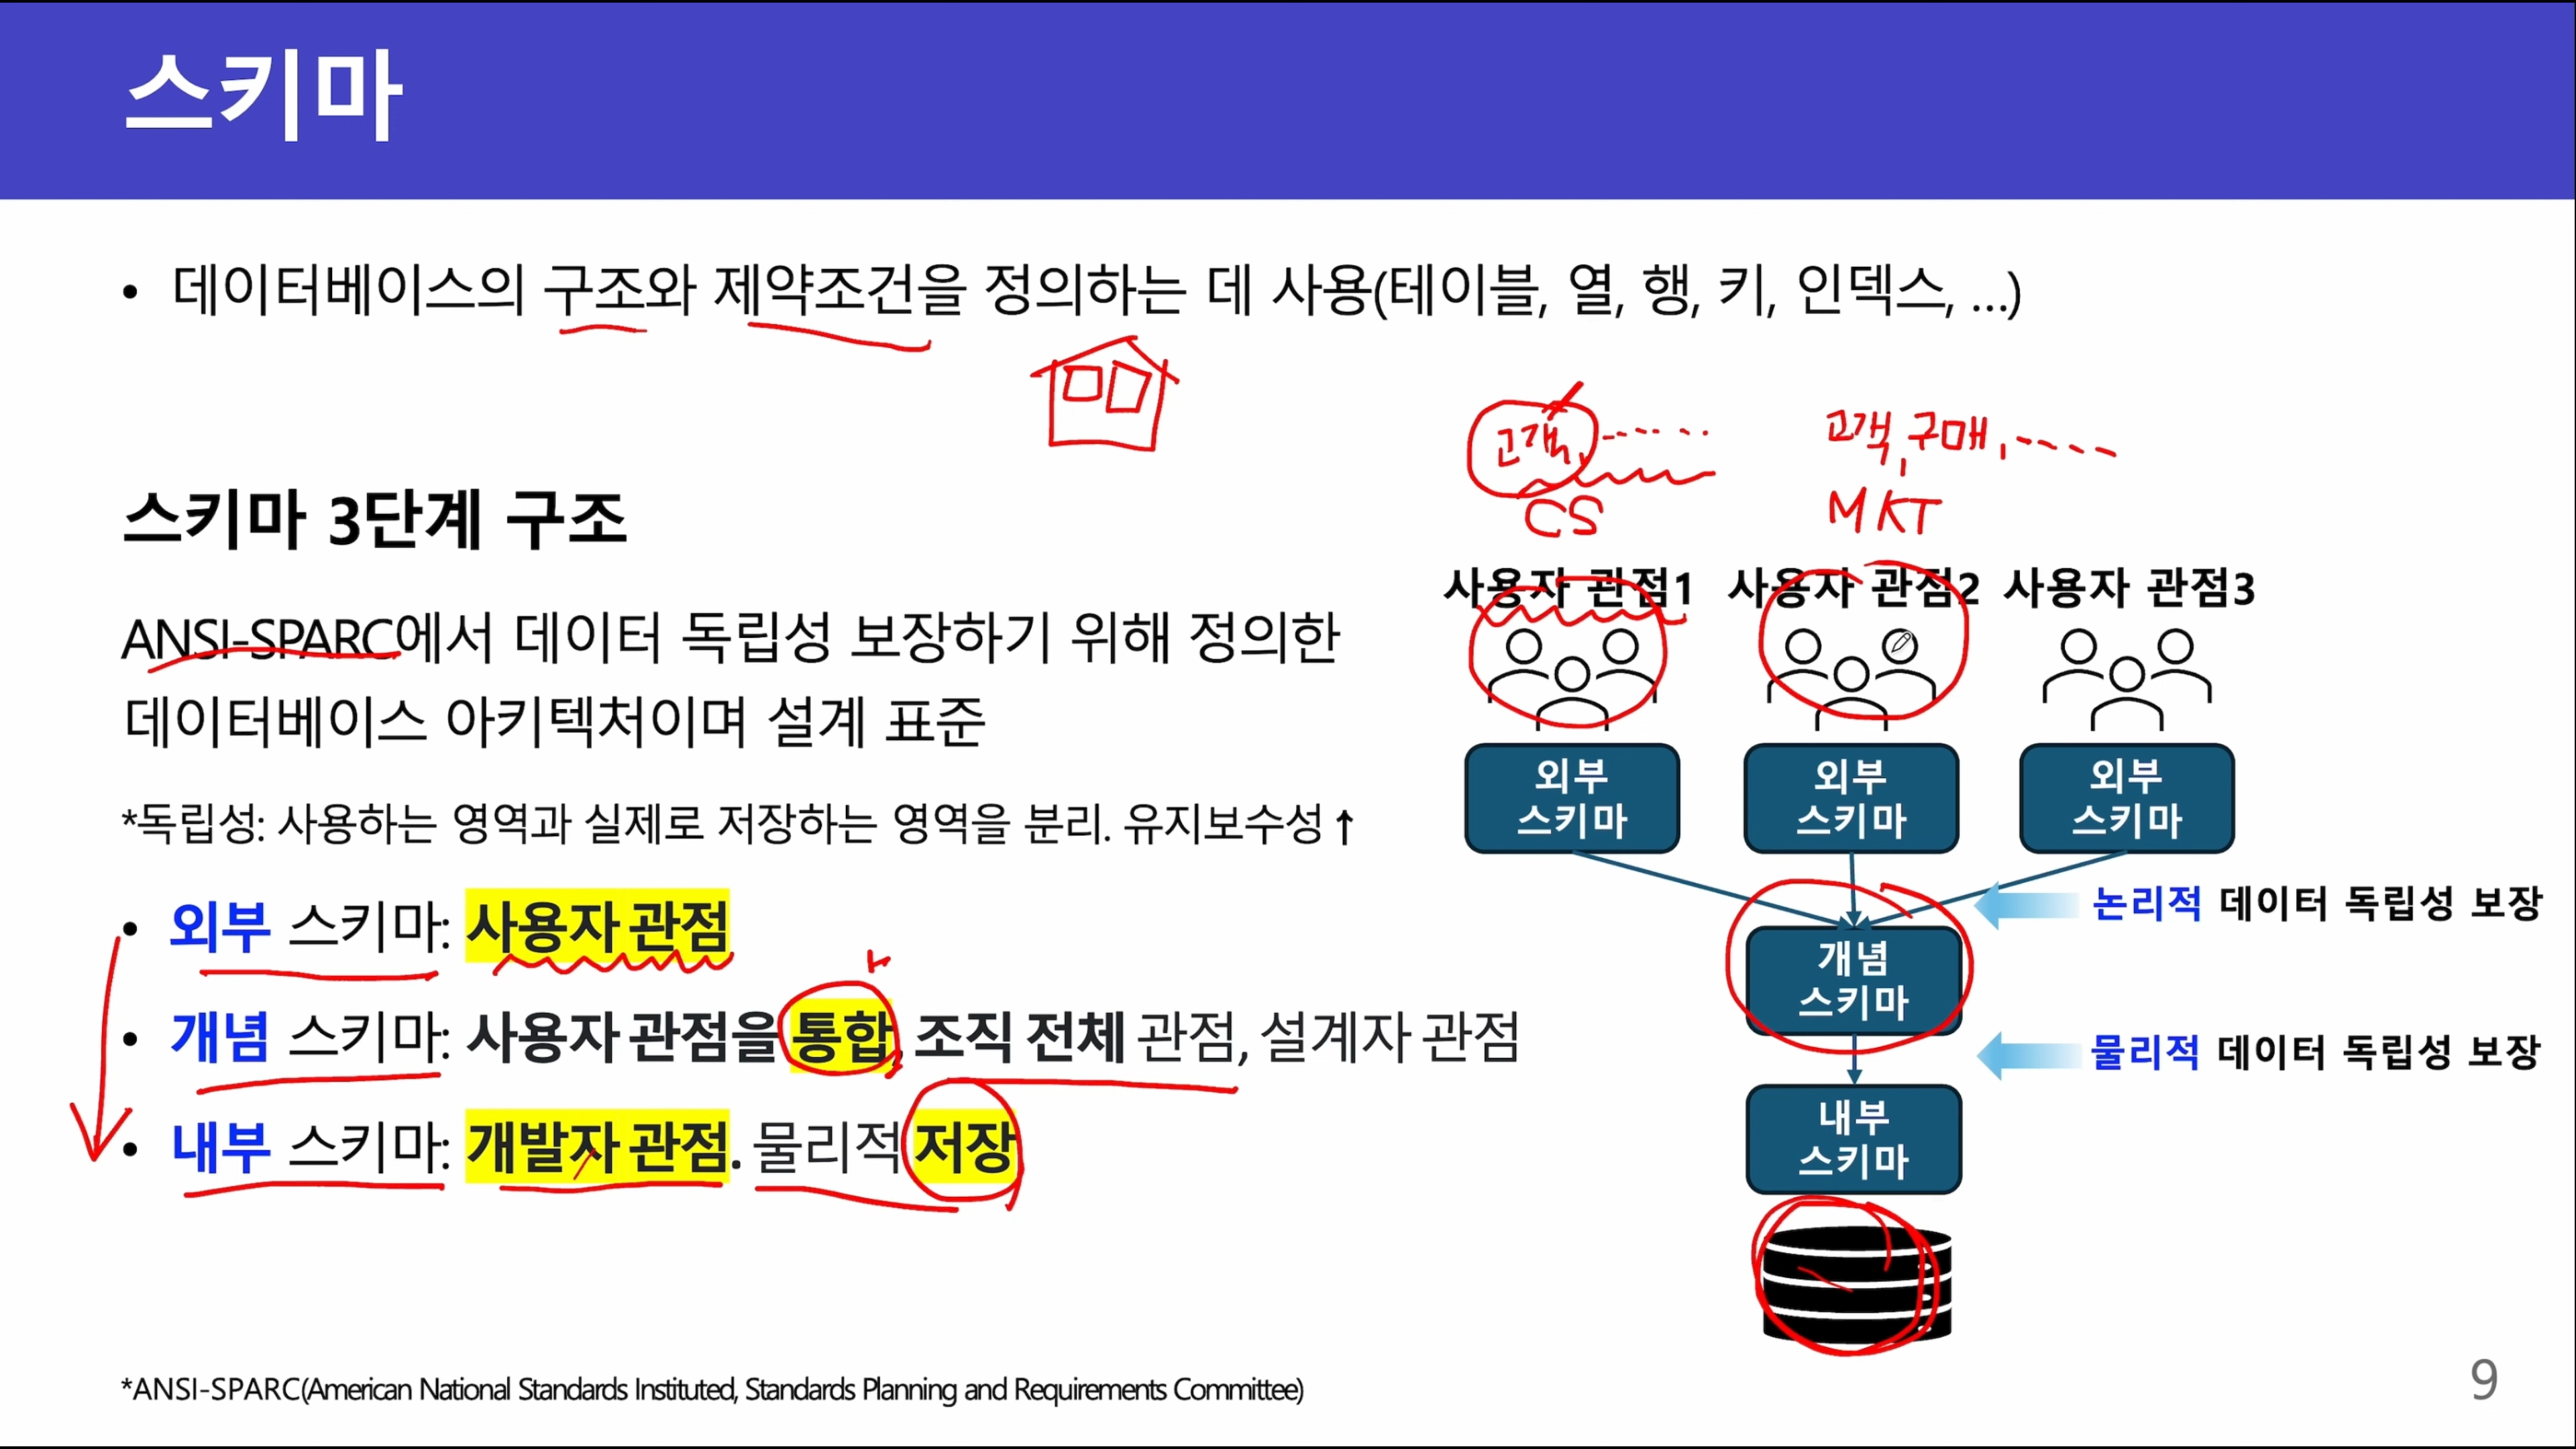 스키마
• 데이터베이스의 구조와 제약조건을 정의하는 데 사용(테이블, 열, 행, 키, 인덱스, …)
스키마 3단계 구조
ANSI-SPARC에서 데이터 독립성 보장하기 위해 정의한
데이터베이스 아키텍처이며 설계 표준
*독립성: 사용하는 영역과 실제로 저장하는 영역을 분리. 유지보수성↑
• 외부 스키마: 사용자 관점
• 개념 스키마: 사용자 관점을 통합, 조직 전체 관점, 설계자 관점
• 내부 스키마: 개발자 관점. 물리적 저장
고객, ------
CS
고객, 구매, -----
MKT
사용자 관점1 사용자 관점2 사용자 관점3
외부
스키마
외부
스키마
외부
스키마
논리적 데이터 독립성 보장
개념
스키마
물리적 데이터 독립성 보장
내부
스키마
*ANSI-SPARC(American National Standards Instituted, Standards Planning and Requirements Committee)
9